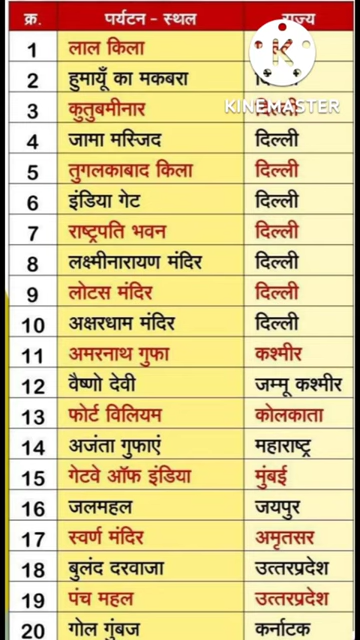 क्र. पर्यटन - स्थल राज्य
1 लाल किला
2 हुमायूँ का मकबरा
K
KINEMASTER
3 कुतुबमीनार दिल्ली
4 जामा मस्जिद दिल्ली
5 तुगलकाबाद किला दिल्ली
6 इंडिया गेट दिल्ली
7 राष्ट्रपति भवन दिल्ली
8 लक्ष्मीनारायण मंदिर दिल्ली
9 लोटस मंदिर दिल्ली
10 अक्षरधाम मंदिर दिल्ली
11 अमरनाथ गुफा कश्मीर
12 वैष्णो देवी जम्मू कश्मीर
13 फोर्ट विलियम कोलकाता
14 अजंता गुफाएं महाराष्ट्र
15 गेटवे ऑफ इंडिया मुंबई
16 जलमहल जयपुर
17 स्वर्ण मंदिर अमृतसर
18 बुलंद दरवाजा उत्तरप्रदेश
19 पंच महल उत्तरप्रदेश
20 गोल गुंबज कर्नाटक